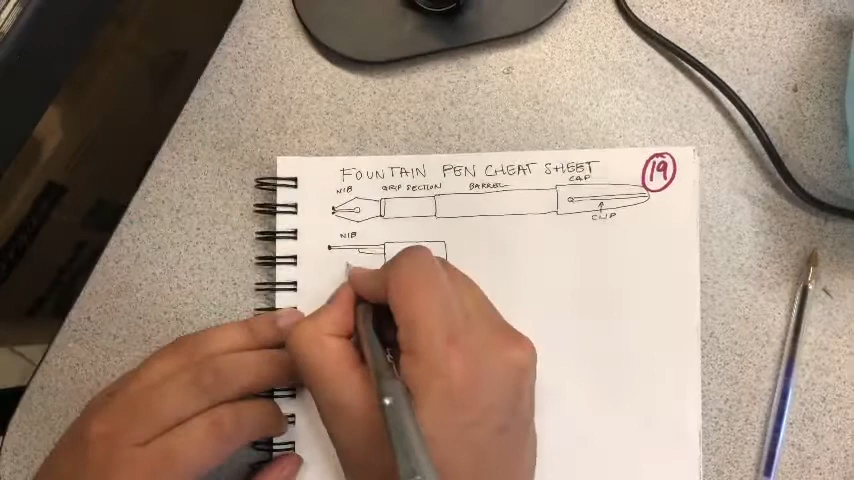 FOUNTAIN PEN CHEAT SHEET
19
NIB GRIP SECTION BARREL CAP
CLIP
NIB